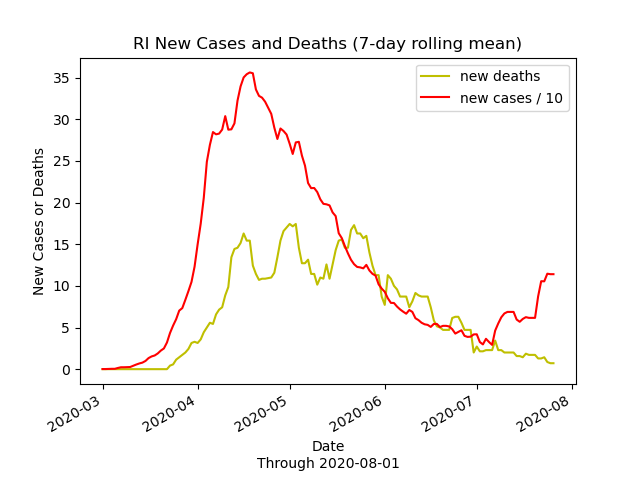 RI New Cases and Deaths (7-day rolling mean)
new deaths
new cases / 10
New Cases or Deaths
35
30
25
20
15
10
5
0
2020-03
2020-04
2020-05
2020-06
2020-07
2020-08
Date
Through 2020-08-01